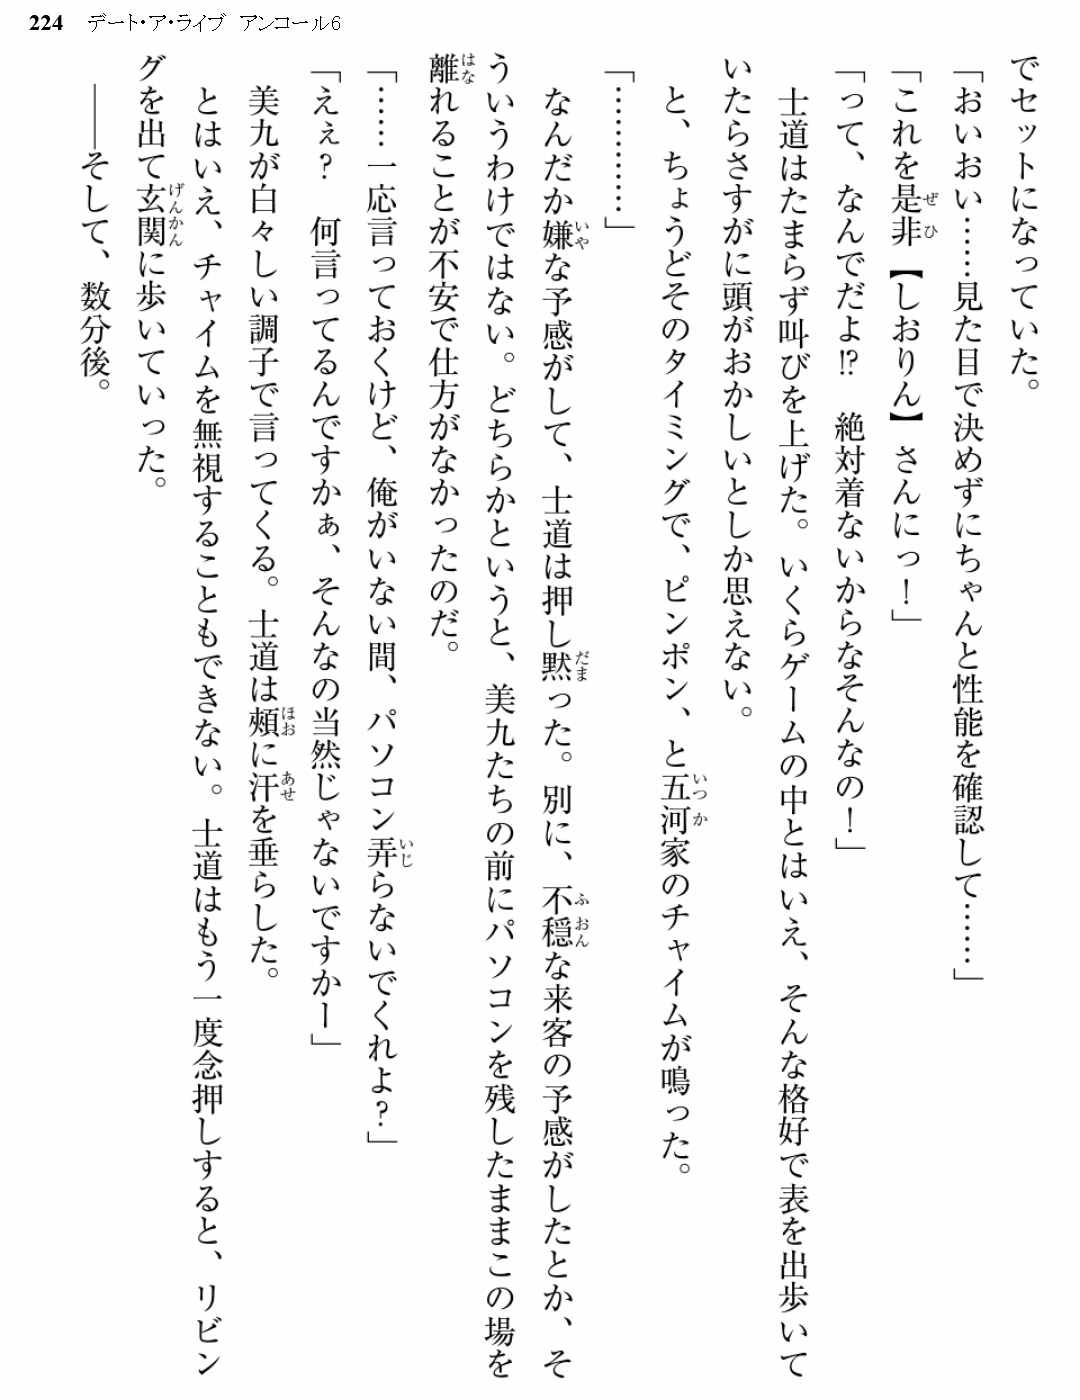 224 デート・ア・ライブ アンコール6
でセットになっていた。
「おいおい……見た目で決めずにちゃんと性能を確認して……」
「これを是非【しおりん】さんにっ！」
「って、なんでだよ!?　絶対着ないからなそんなの！」
　士道はたまらず叫びを上げた。いくらゲームの中とはいえ、そんな格好で表を出歩いて
いたらさすがに頭がおかしいとしか思えない。
　と、ちょうどそのタイミングで、ピンポン、と五河家のチャイムが鳴った。
「…………」
　なんだか嫌な予感がして、士道は押し黙った。別に、不穏な来客の予感がしたとか、そ
ういうわけではない。どちらかというと、美九たちの前にパソコンを残したままこの場を
離れることが不安で仕方がなかったのだ。
「……一応言っておくけど、俺がいない間、パソコン弄らないでくれよ？」
「えぇ？　何言ってるんですかぁ、そんなの当然じゃないですかー」
　美九が白々しい調子で言ってくる。士道は頰に汗を垂らした。
　とはいえ、チャイムを無視することもできない。士道はもう一度念押しすると、リビン
グを出て玄関に歩いていった。
　――そして、数分後。